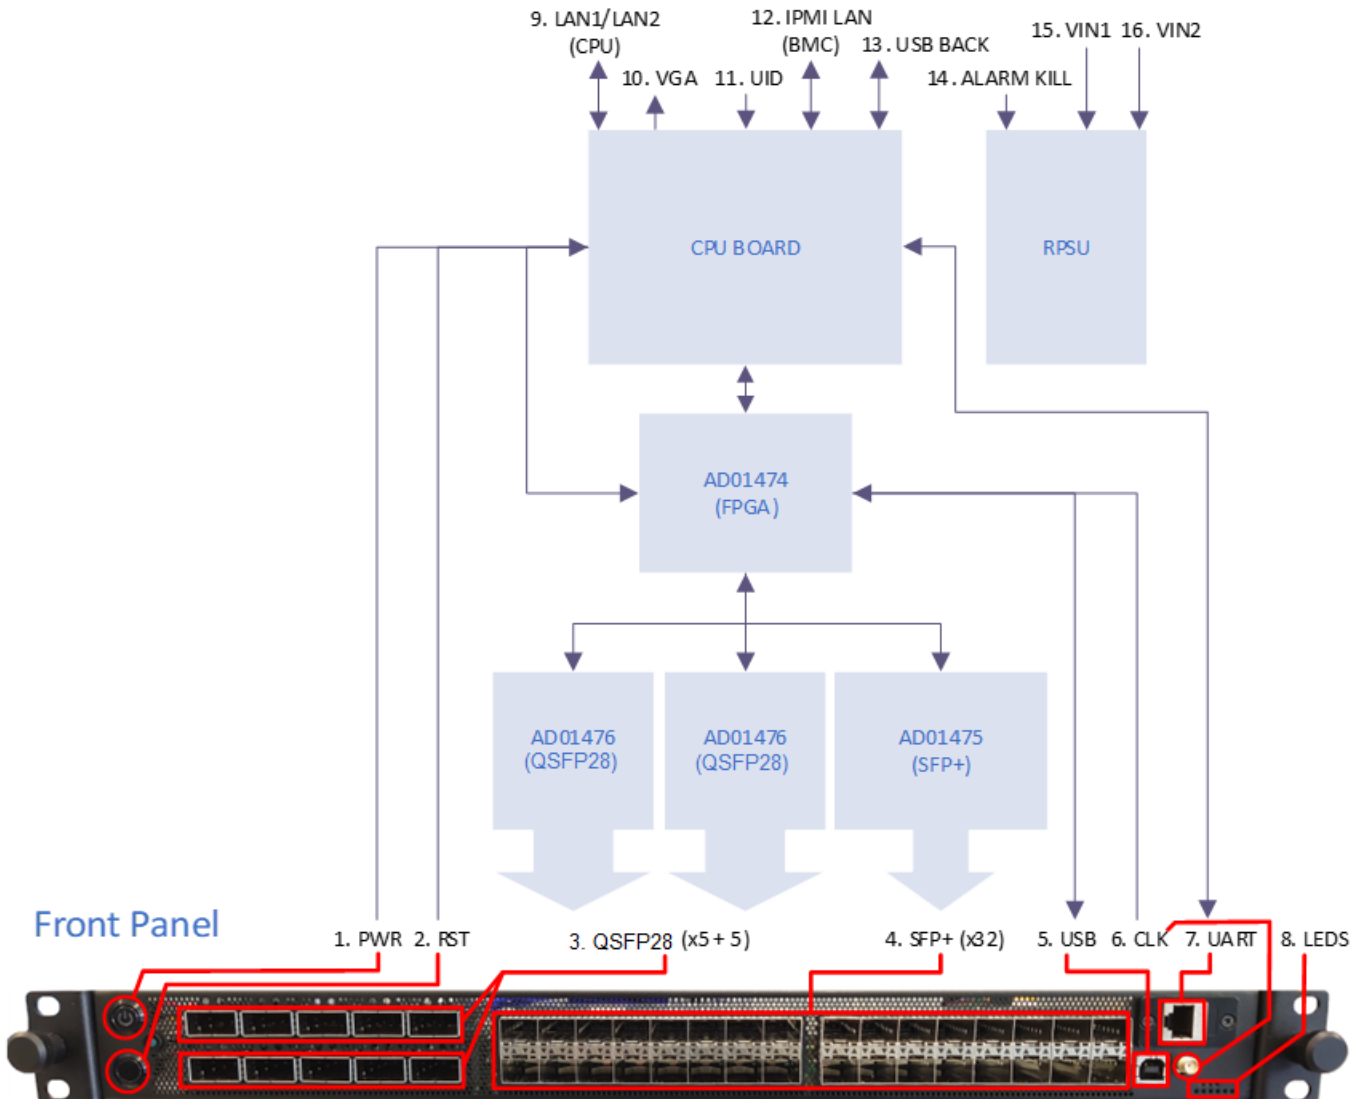 9. LAN1/LAN2
(CPU)
10. VGA
11. UID
12. IPMI LAN
(BMC)
13. USB BACK
14. ALARM KILL
15. VIN1
16. VIN2
CPU BOARD
RPSU
AD01474
(FPGA)
AD01476
(QSFP28)
AD01476
(QSFP28)
AD01475
(SFP+)
Front Panel
1. PWR
2. RST
3. QSFP28 (x5 + 5)
4. SFP+ (x32)
5. USB
6. CLK
7. UART
8. LEDS